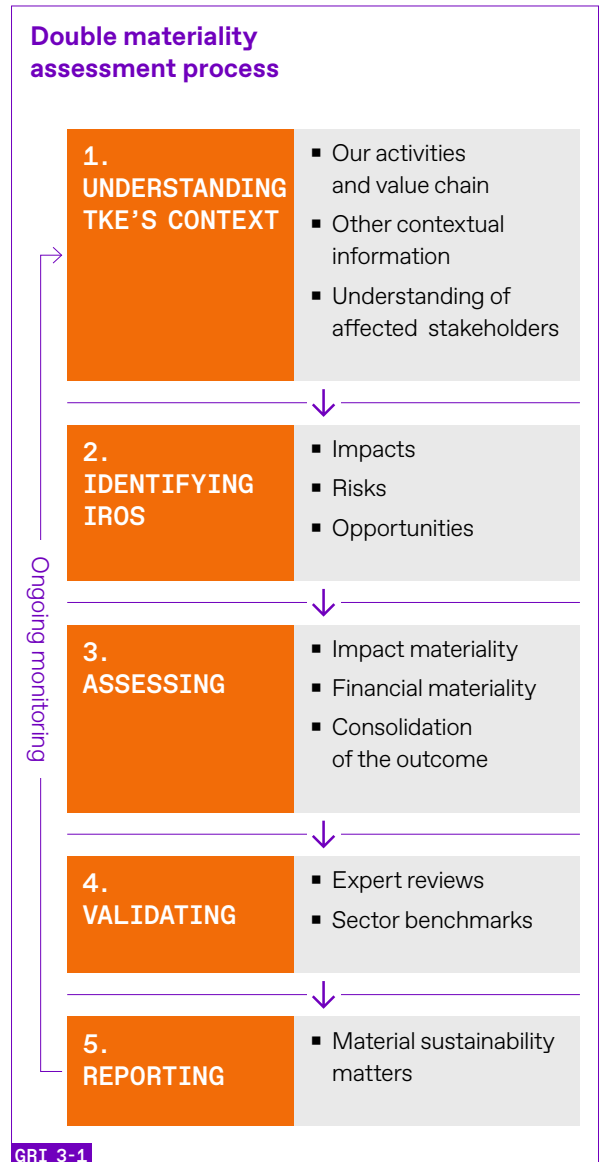 Double materiality
assessment process
1.
UNDERSTANDING
TKE'S CONTEXT
▪ Our activities
and value chain
▪ Other contextual
information
▪ Understanding of
affected stakeholders
2.
IDENTIFYING
IROS
▪ Impacts
▪ Risks
▪ Opportunities
Ongoing monitoring
3.
ASSESSING
▪ Impact materiality
▪ Financial materiality
▪ Consolidation
of the outcome
4.
VALIDATING
▪ Expert reviews
▪ Sector benchmarks
5.
REPORTING
▪ Material sustainability
matters
GRI 3-1